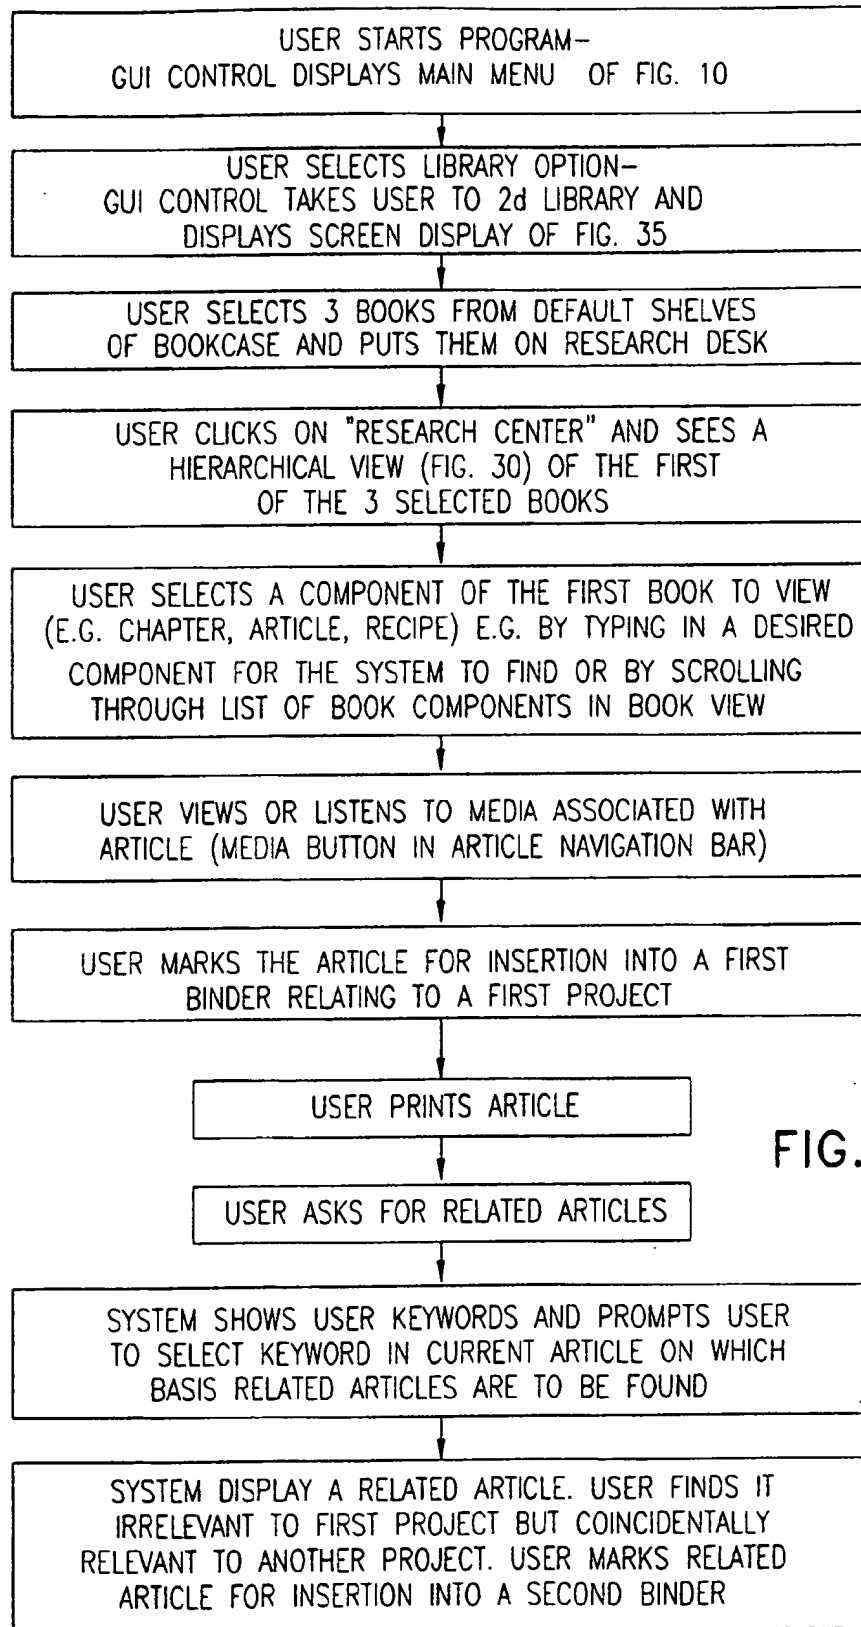 USER STARTS PROGRAM–
GUI CONTROL DISPLAYS MAIN MENU OF FIG. 10
USER SELECTS LIBRARY OPTION–
GUI CONTROL TAKES USER TO 2d LIBRARY AND
DISPLAYS SCREEN DISPLAY OF FIG. 35
USER SELECTS 3 BOOKS FROM DEFAULT SHELVES
OF BOOKCASE AND PUTS THEM ON RESEARCH DESK
USER CLICKS ON "RESEARCH CENTER" AND SEES A
HIERARCHICAL VIEW (FIG. 30) OF THE FIRST
OF THE 3 SELECTED BOOKS
USER SELECTS A COMPONENT OF THE FIRST BOOK TO VIEW
(E.G. CHAPTER, ARTICLE, RECIPE) E.G. BY TYPING IN A DESIRED
COMPONENT FOR THE SYSTEM TO FIND OR BY SCROLLING
THROUGH LIST OF BOOK COMPONENTS IN BOOK VIEW
USER VIEWS OR LISTENS TO MEDIA ASSOCIATED WITH
ARTICLE (MEDIA BUTTON IN ARTICLE NAVIGATION BAR)
USER MARKS THE ARTICLE FOR INSERTION INTO A FIRST
BINDER RELATING TO A FIRST PROJECT
USER PRINTS ARTICLE
FIG.
USER ASKS FOR RELATED ARTICLES
SYSTEM SHOWS USER KEYWORDS AND PROMPTS USER
TO SELECT KEYWORD IN CURRENT ARTICLE ON WHICH
BASIS RELATED ARTICLES ARE TO BE FOUND
SYSTEM DISPLAY A RELATED ARTICLE. USER FINDS IT
IRRELEVANT TO FIRST PROJECT BUT COINCIDENTALLY
RELEVANT TO ANOTHER PROJECT. USER MARKS RELATED
ARTICLE FOR INSERTION INTO A SECOND BINDER